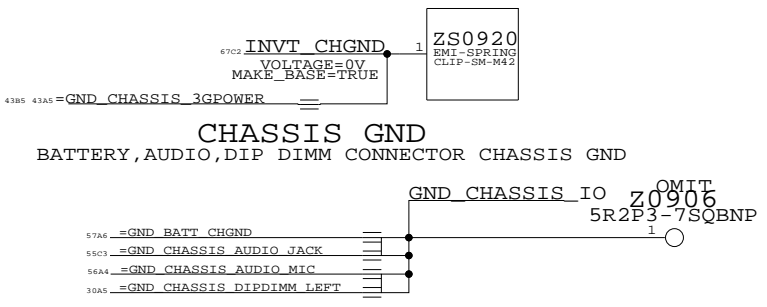 67C2 INVT_CHGND 1 ZS0920
EMI-SPRING
CLIP-SM-M42
VOLTAGE=0V
MAKE_BASE=TRUE
43B5 43A5 =GND_CHASSIS_3GPOWER
CHASSIS GND
BATTERY,AUDIO,DIP DIMM CONNECTOR CHASSIS GND
GND_CHASSIS_IO
OMIT
Z0906
5R2P3-7SQBNP
1
57A6 =GND_BATT_CHGND
55C3 =GND_CHASSIS_AUDIO_JACK
56A4 =GND_CHASSIS_AUDIO_MIC
30A5 =GND_CHASSIS_DIPDIMM_LEFT